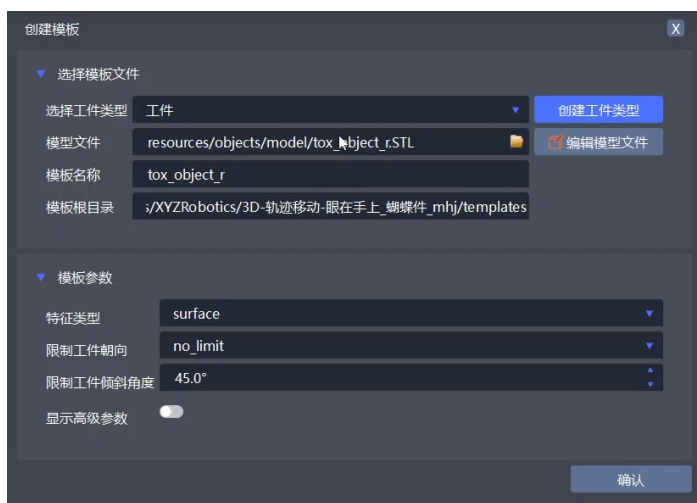 创建模板 X
选择模板文件
选择工件类型 工件 创建工件类型
模型文件 resources/objects/model/tox_object_r.STL 编辑模型文件
模板名称 tox_object_r
模板根目录 s/XYZRobotics/3D-轨迹移动-眼在手上_蝴蝶件_mhj/templates
模板参数
特征类型 surface
限制工件朝向 no_limit
限制工件倾斜角度 45.0°
显示高级参数
确认